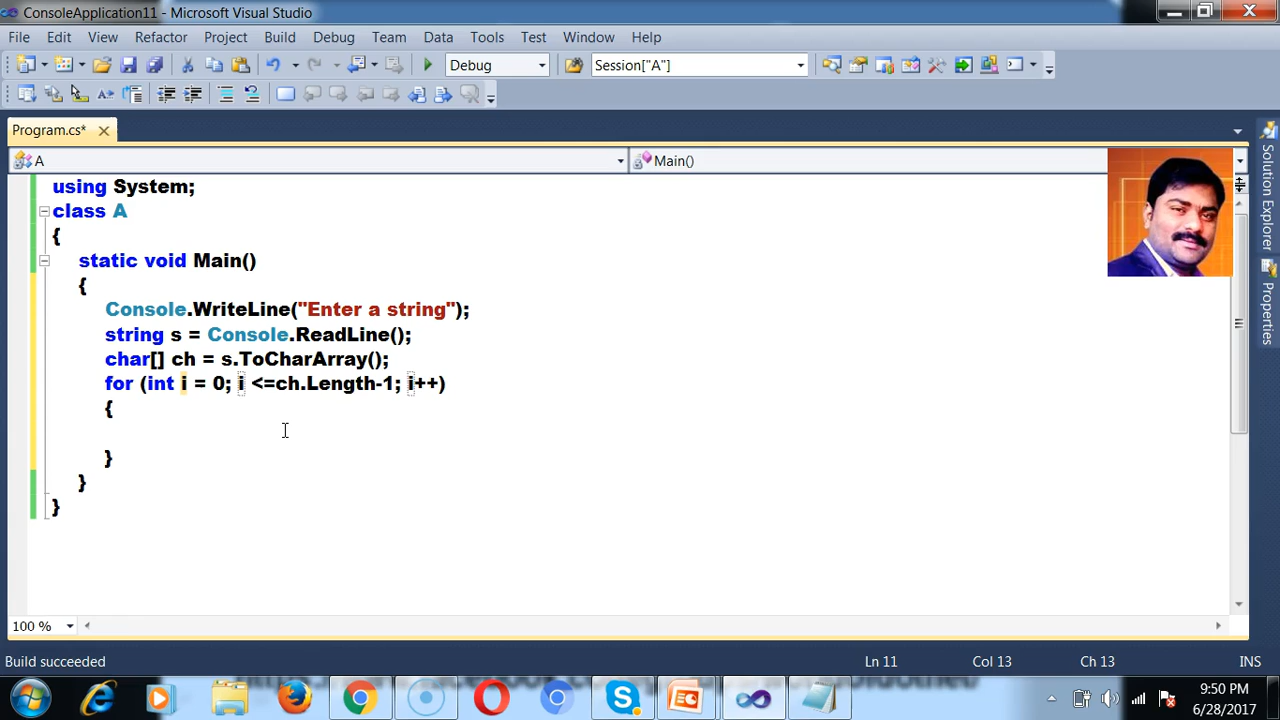 ConsoleApplication11 - Microsoft Visual Studio
File Edit View Refactor Project Build Debug Team Data Tools Test Window Help
Debug Session["A"]
Program.cs*
A Main()
using System;
class A
{
static void Main()
{
Console.WriteLine("Enter a string");
string s = Console.ReadLine();
char[] ch = s.ToCharArray();
for (int i = 0; i <=ch.Length-1; i++)
{
}
}
}
Solution Explorer
Properties
100 %
Build succeeded Ln 11 Col 13 Ch 13 INS
9:50 PM
6/28/2017